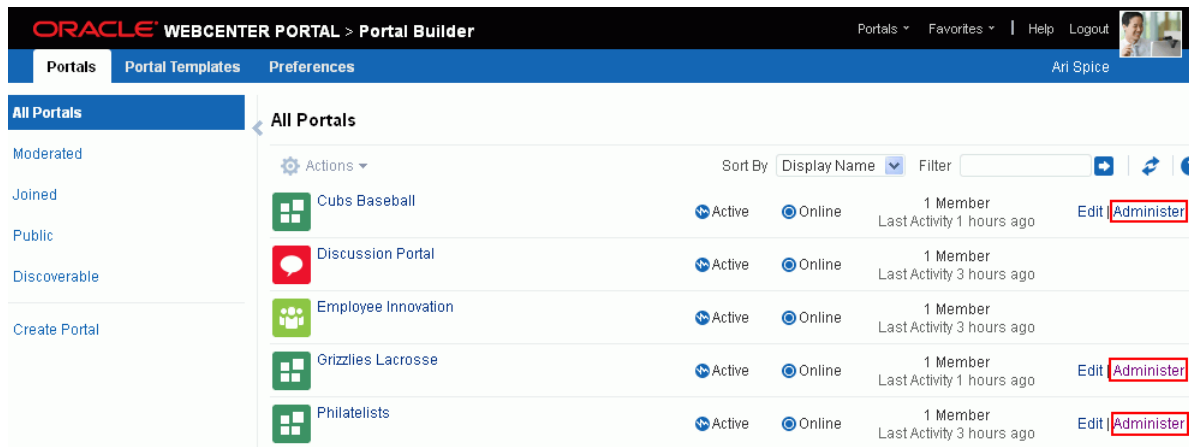 ORACLE WEBCENTER PORTAL > Portal Builder
Portals Favorites | Help Logout
Portals Portal Templates Preferences
Ari Spice
All Portals
Moderated
Joined
Public
Discoverable
Create Portal
All Portals
Actions
Sort By Display Name Filter
Cubs Baseball Active Online 1 Member Edit | Administer
Last Activity 1 hours ago
Discussion Portal Active Online 1 Member
Last Activity 3 hours ago
Employee Innovation Active Online 1 Member
Last Activity 3 hours ago
Grizzlies Lacrosse Active Online 1 Member Edit | Administer
Last Activity 1 hours ago
Philatelists Active Online 1 Member Edit | Administer
Last Activity 3 hours ago